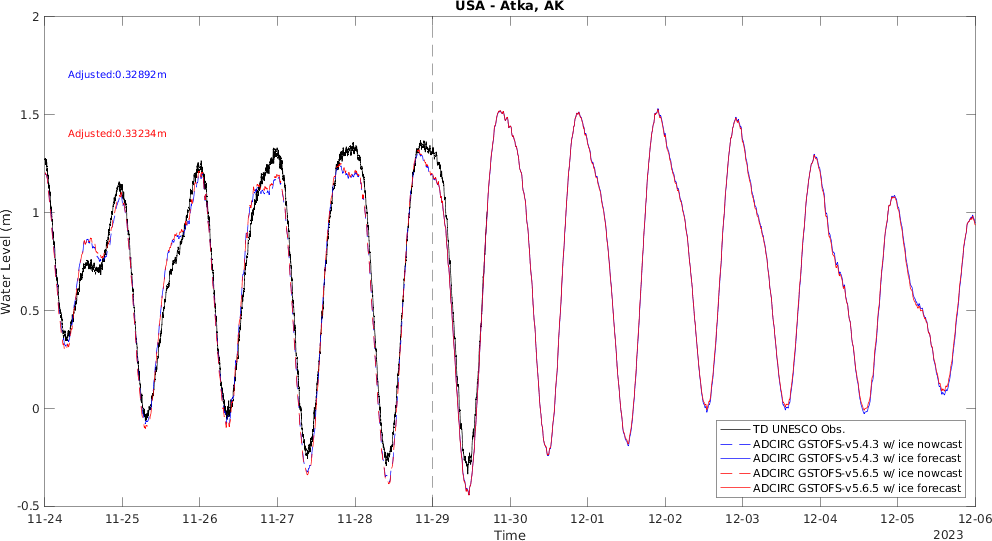 USA - Atka, AK
2
1.5
1
0.5
0
-0.5
Water Level (m)
Adjusted:0.32892m
Adjusted:0.33234m
TD UNESCO Obs.
ADCIRC GSTOFS-v5.4.3 w/ ice nowcast
ADCIRC GSTOFS-v5.4.3 w/ ice forecast
ADCIRC GSTOFS-v5.6.5 w/ ice nowcast
ADCIRC GSTOFS-v5.6.5 w/ ice forecast
11-24 11-25 11-26 11-27 11-28 11-29 11-30 12-01 12-02 12-03 12-04 12-05 12-06
Time
2023